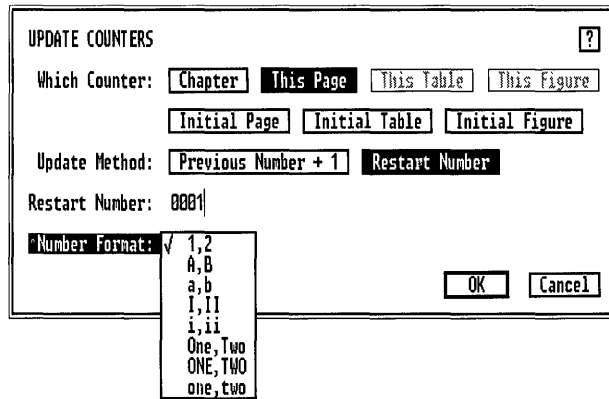 UPDATE COUNTERS ?
Which Counter: Chapter This Page This Table This Figure
Initial Page Initial Table Initial Figure
Update Method: Previous Number + 1 Restart Number
Restart Number: 0001
Number Format: √ 1,2
A,B
a,b
I,II
i,ii
One,Two
ONE,TWO
one,two
OK Cancel